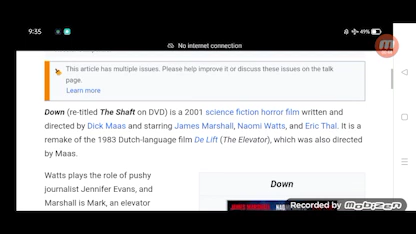 9:35
49%
No internet connection
This article has multiple issues. Please help improve it or discuss these issues on the talk
page.
Learn more
Down (re-titled The Shaft on DVD) is a 2001 science fiction horror film written and
directed by Dick Maas and starring James Marshall, Naomi Watts, and Eric Thal. It is a
remake of the 1983 Dutch-language film De Lift (The Elevator), which was also directed
by Maas.
Watts plays the role of pushy
journalist Jennifer Evans, and
Marshall is Mark, an elevator
Down
JAMES MARSHALL
Recorded by Mobizen